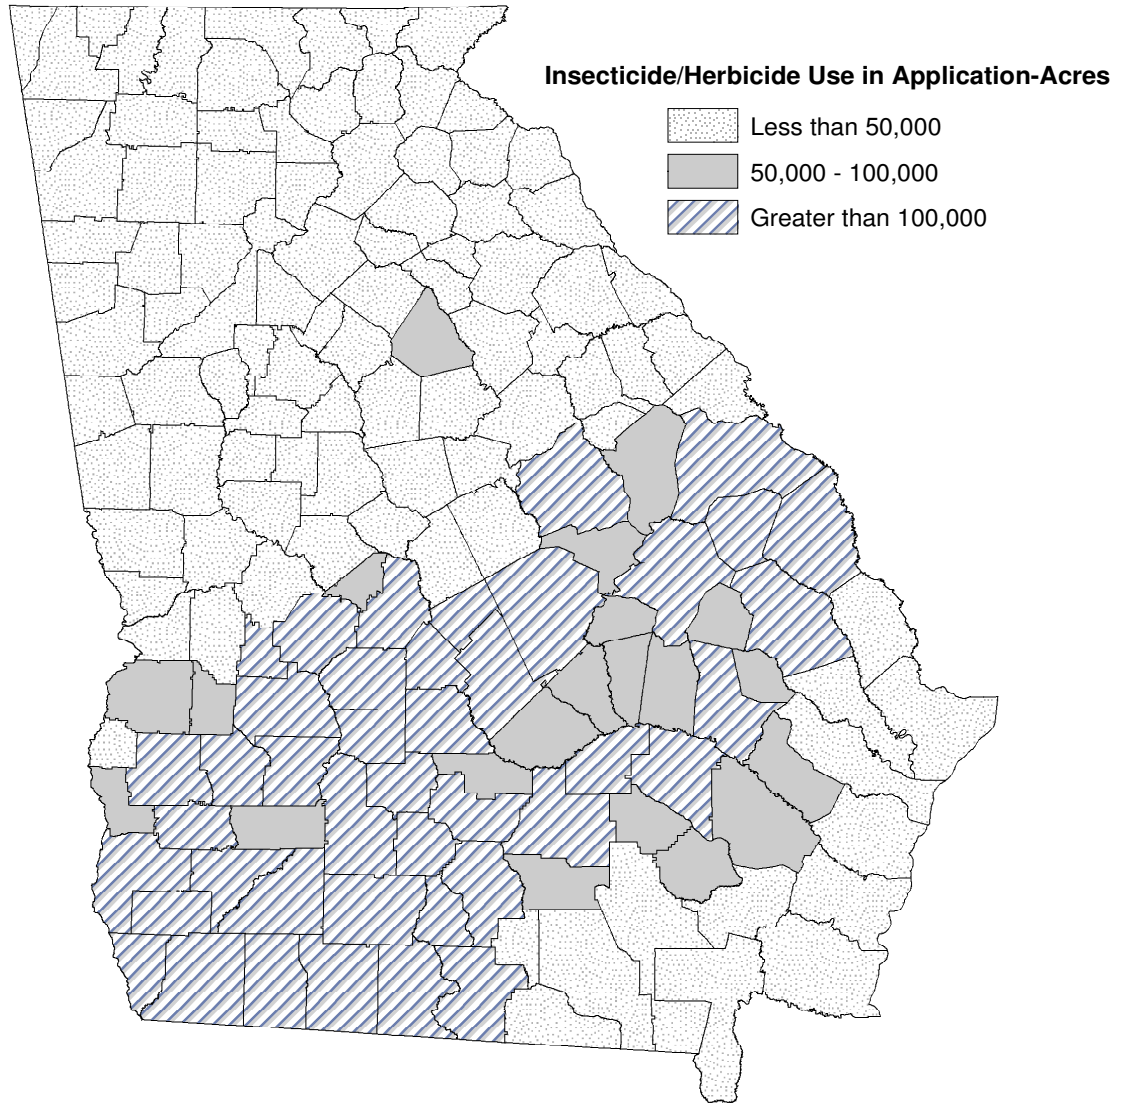 Insecticide/Herbicide Use in Application-Acres
Less than 50,000
50,000 - 100,000
Greater than 100,000